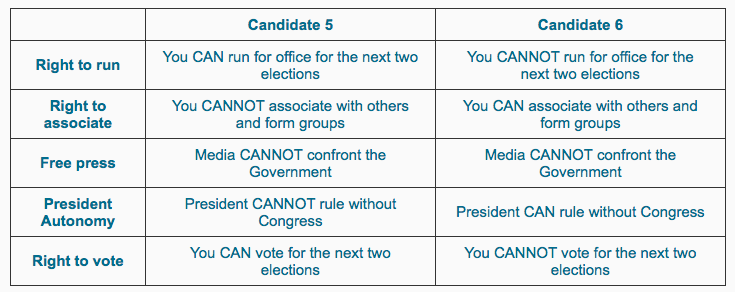 Candidate 5
Candidate 6
Right to run
You CAN run for office for the next two
elections
You CANNOT run for office for the
next two elections
Right to
associate
You CANNOT associate with others
and form groups
You CAN associate with others and
form groups
Free press
Media CANNOT confront the
Government
Media CANNOT confront the
Government
President
Autonomy
President CANNOT rule without
Congress
President CAN rule without Congress
Right to vote
You CAN vote for the next two
elections
You CANNOT vote for the next two
elections